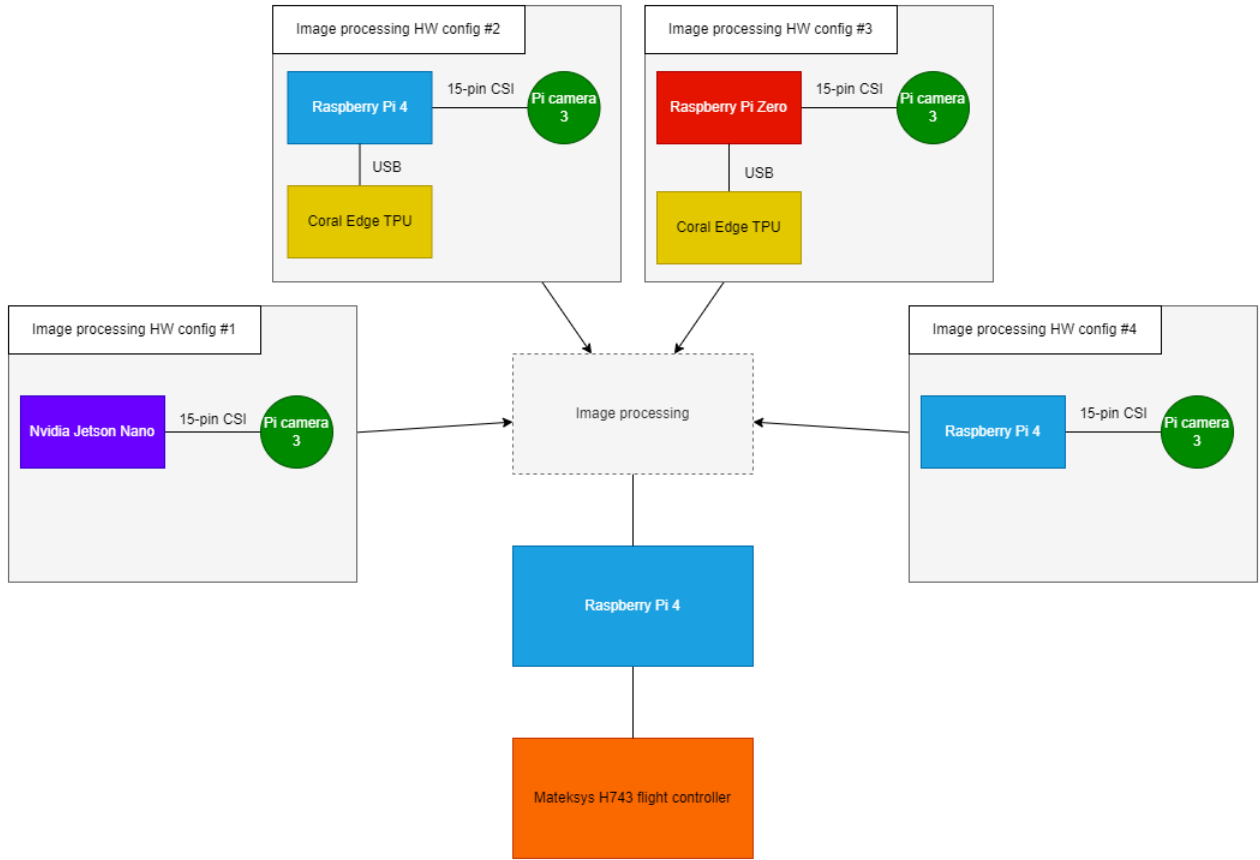 Image processing HW config #2
Raspberry Pi 4
15-pin CSI
Pi camera
3
USB
Coral Edge TPU
Image processing HW config #3
Raspberry Pi Zero
15-pin CSI
Pi camera
3
USB
Coral Edge TPU
Image processing HW config #1
Nvidia Jetson Nano
15-pin CSI
Pi camera
3
Image processing
Image processing HW config #4
Raspberry Pi 4
15-pin CSI
Pi camera
3
Raspberry Pi 4
Mateksys H743 flight controller